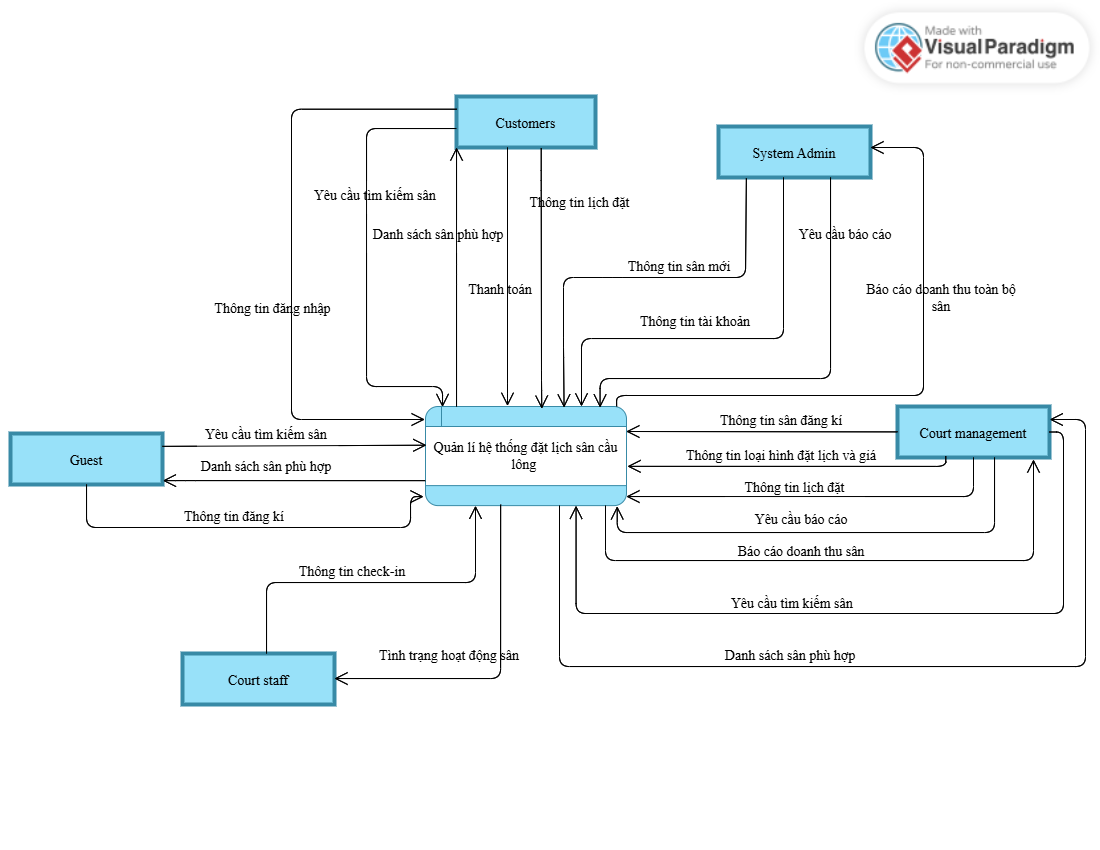 Made with
Visual Paradigm
For non-commercial use
Customers
System Admin
Yêu cầu tìm kiếm sân
Thông tin lịch đặt
Danh sách sân phù hợp
Yêu cầu báo cáo
Thông tin sân mới
Thanh toán
Báo cáo doanh thu toàn bộ
sân
Thông tin đăng nhập
Thông tin tài khoản
Thông tin sân đăng kí
Court management
Yêu cầu tìm kiếm sân
Quản lí hệ thống đặt lịch sân cầu
lông
Guest
Thông tin loại hình đặt lịch và giá
Danh sách sân phù hợp
Thông tin lịch đặt
Thông tin đăng kí
Yêu cầu báo cáo
Báo cáo doanh thu sân
Thông tin check-in
Yêu cầu tìm kiếm sân
Tình trạng hoạt động sân
Danh sách sân phù hợp
Court staff